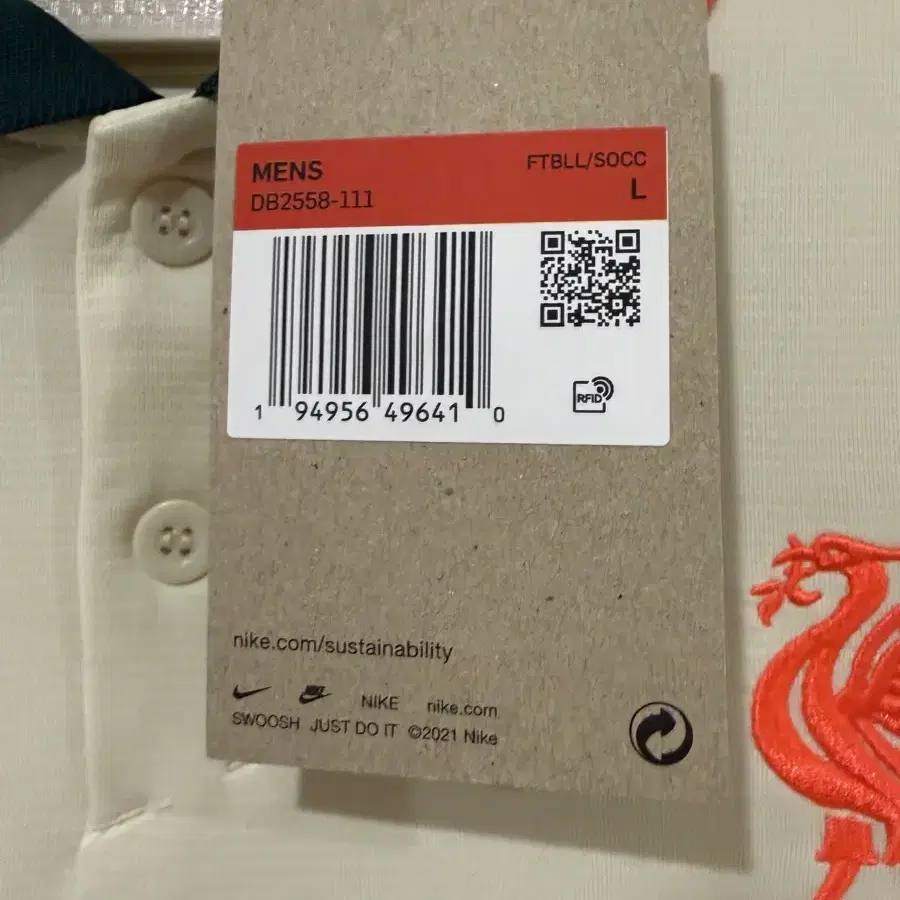 MENS
FTBLL/SOCC
DB2558-111
L
1 94956 49641 0
RFID
nike.com/sustainability
NIKE NIKE nike.com
SWOOSH JUST DO IT ©2021 Nike